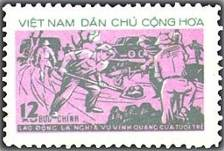 VIỆT NAM DÂN CHỦ CỘNG HÒA
12 XU BƯU CHÍNH
LAO ĐỘNG LÀ NGHĨA VỤ VINH QUANG CỦA TUỔI TRẺ